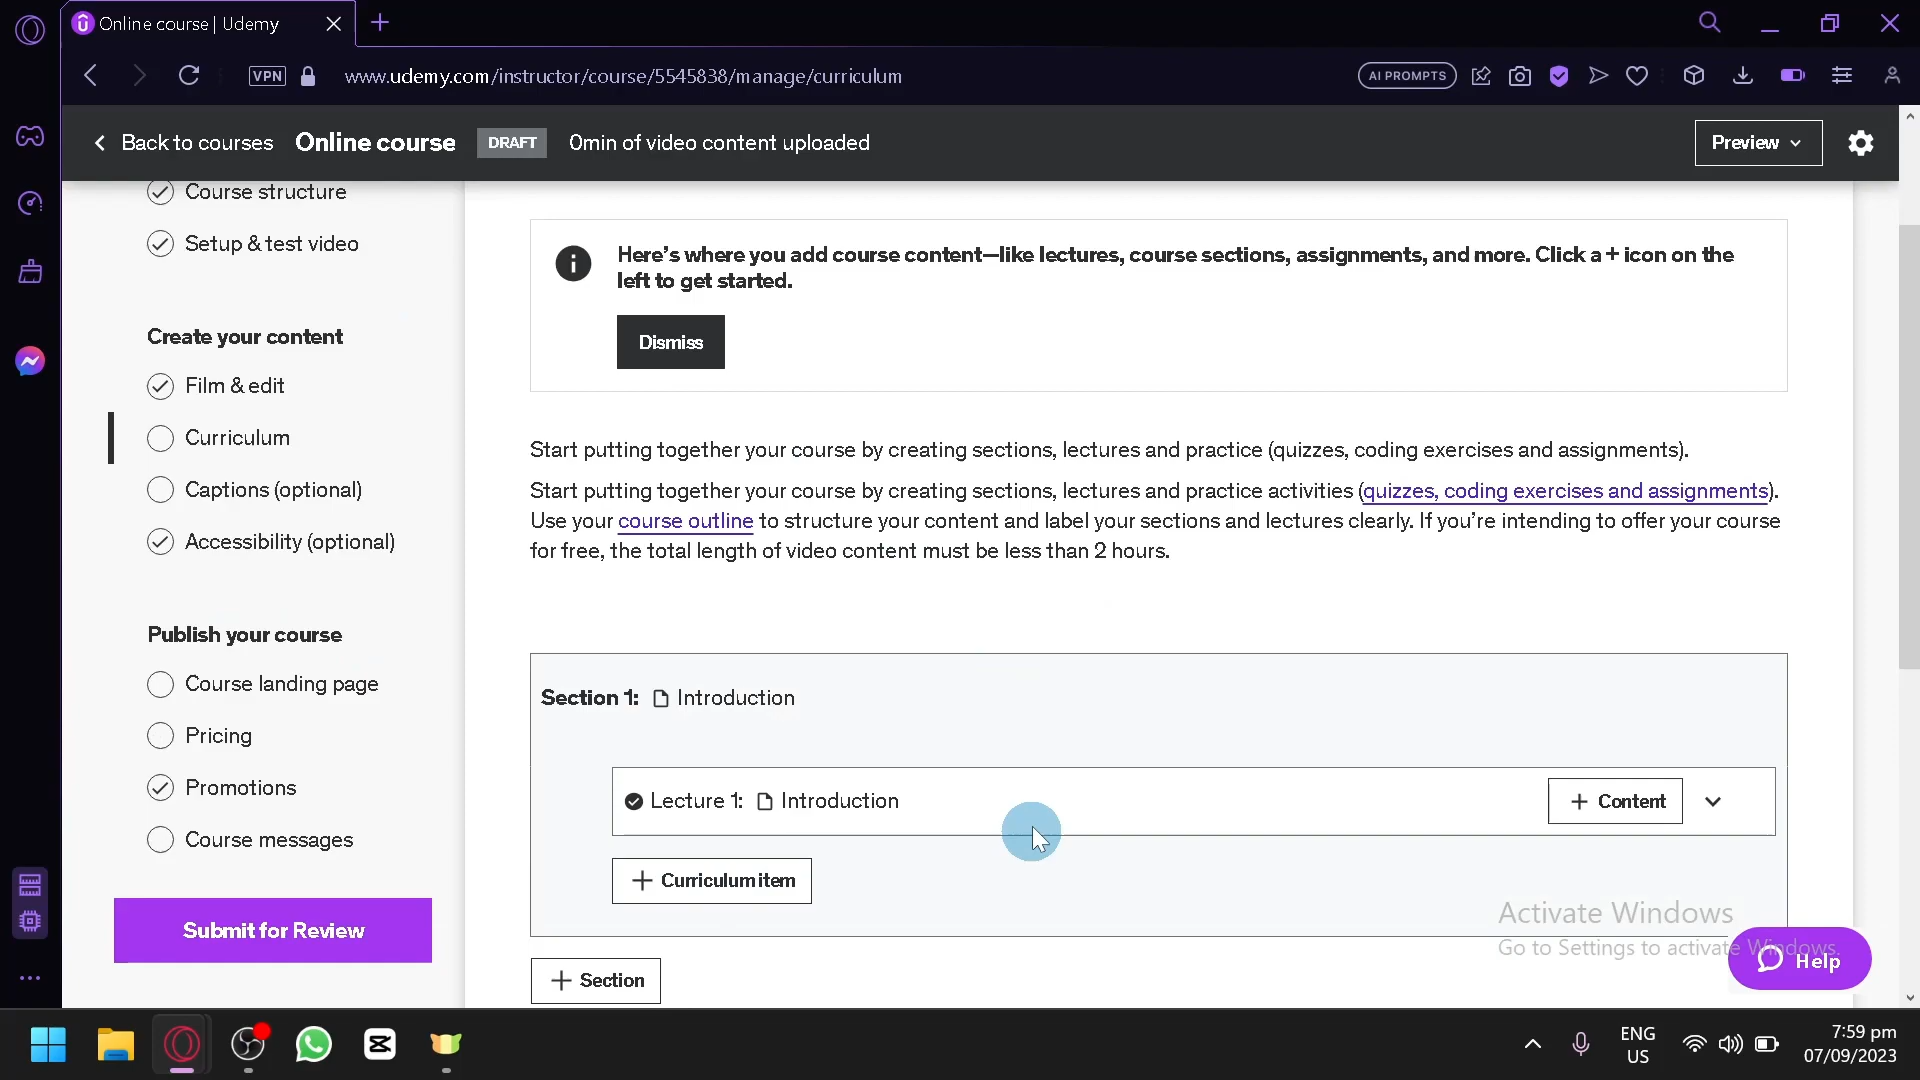 Online course | Udemy
VPN
www.udemy.com/instructor/course/5545838/manage/curriculum
AI PROMPTS
Back to courses
Online course
DRAFT
0min of video content uploaded
Preview
Course structure
Setup & test video
Create your content
Film & edit
Curriculum
Captions (optional)
Accessibility (optional)
Publish your course
Course landing page
Pricing
Promotions
Course messages
Submit for Review
Here's where you add course content—like lectures, course sections, assignments, and more. Click a + icon on the
left to get started.
Dismiss
Start putting together your course by creating sections, lectures and practice (quizzes, coding exercises and assignments).
Start putting together your course by creating sections, lectures and practice activities (quizzes, coding exercises and assignments).
Use your course outline to structure your content and label your sections and lectures clearly. If you're intending to offer your course
for free, the total length of video content must be less than 2 hours.
Section 1: Introduction
Lecture 1: Introduction
+ Content
+ Curriculum item
+ Section
Activate Windows
Go to Settings to activate Windows.
Help
ENG
US
7:59 pm
07/09/2023